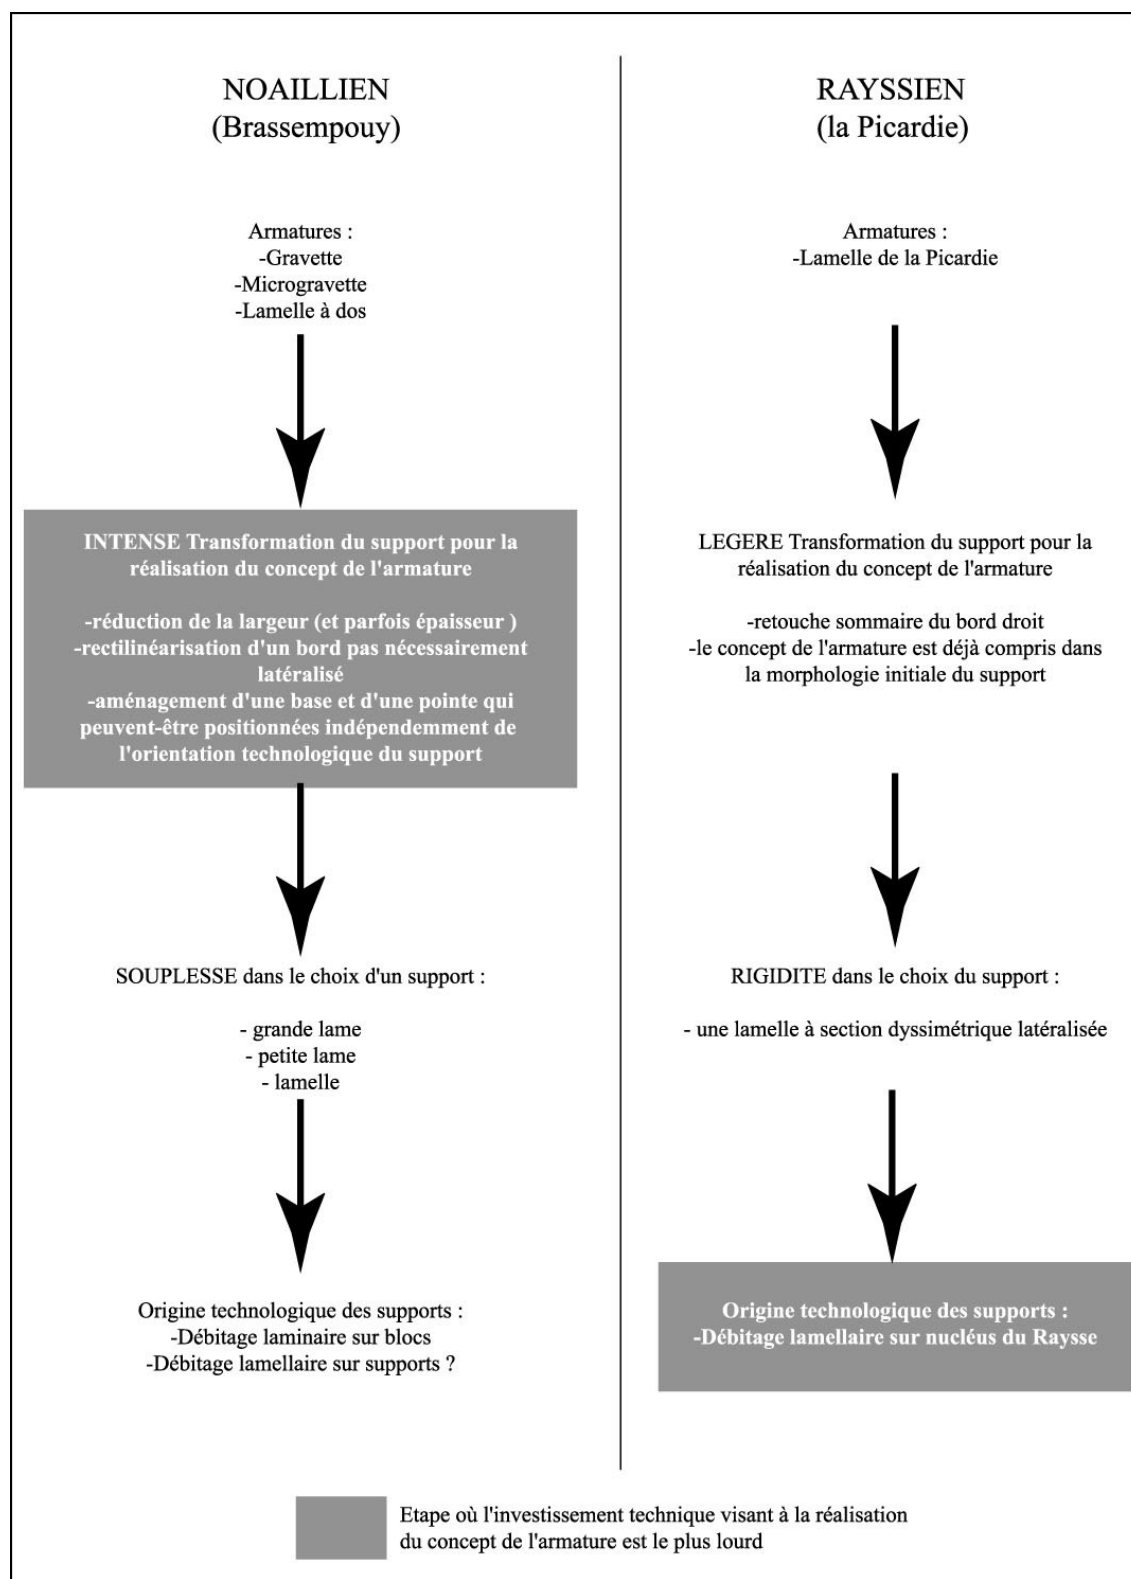 NOAILLIEN
(Brassempouy)
Armatures :
-Gravette
-Microgravette
-Lamelle à dos
INTENSE Transformation du support pour la
réalisation du concept de l'armature
-réduction de la largeur (et parfois épaisseur )
-rectilinéarisation d'un bord pas nécessairement
latéralisé
-aménagement d'une base et d'une pointe qui
peuvent-être positionnées indépendemment de
l'orientation technologique du support
SOUPLESSE dans le choix d'un support :
- grande lame
- petite lame
- lamelle
Origine technologique des supports :
-Débitage laminaire sur blocs
-Débitage lamellaire sur supports ?
RAYSSIEN
(la Picardie)
Armatures :
-Lamelle de la Picardie
LEGERE Transformation du support pour la
réalisation du concept de l'armature
-retouche sommaire du bord droit
-le concept de l'armature est déjà compris dans
la morphologie initiale du support
RIGIDITE dans le choix du support :
- une lamelle à section dyssimétrique latéralisée
Origine technologique des supports :
-Débitage lamellaire sur nucléus du Raysse
Etape où l'investissement technique visant à la réalisation
du concept de l'armature est le plus lourd